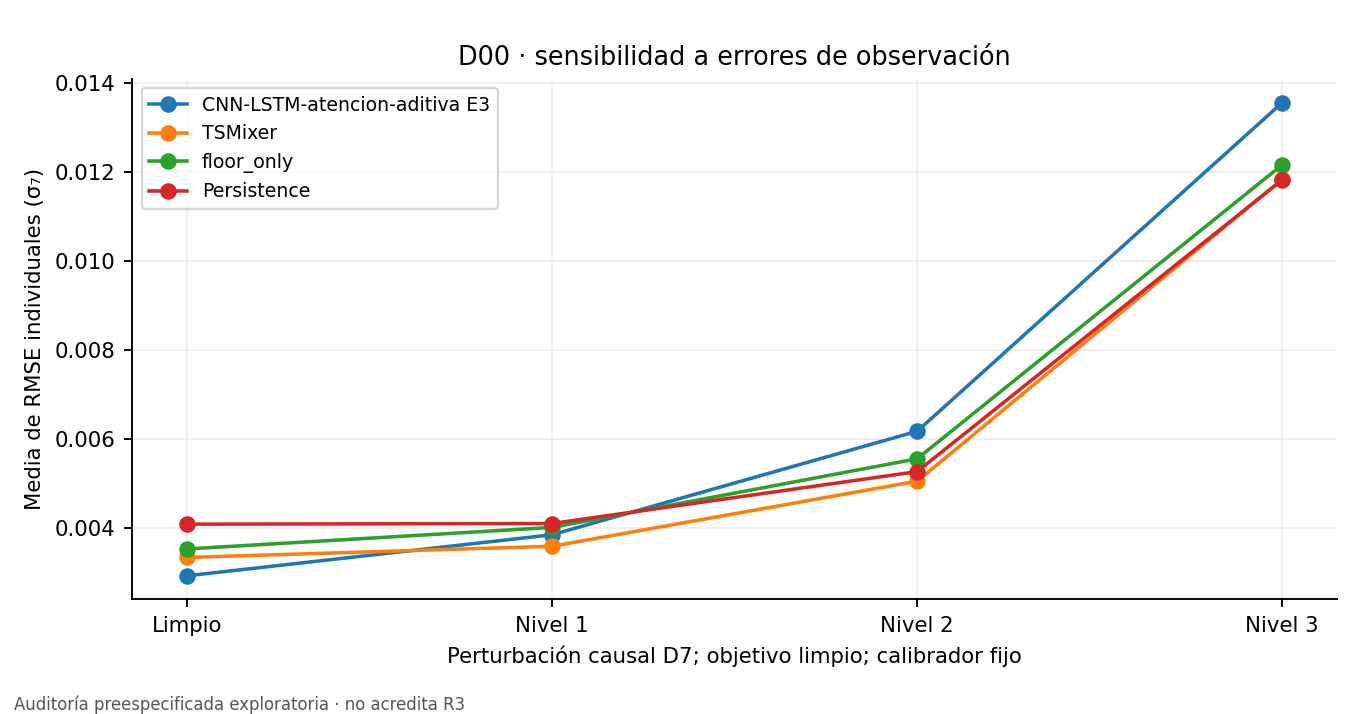 D00 · sensibilidad a errores de observación
CNN-LSTM-atencion-aditiva E3
TSMixer
floor_only
Persistence
Media de RMSE individuales (σ₇)
0.014
0.012
0.010
0.008
0.006
0.004
Limpio
Nivel 1
Nivel 2
Nivel 3
Perturbación causal D7; objetivo limpio; calibrador fijo
Auditoría preespecificada exploratoria · no acredita R3